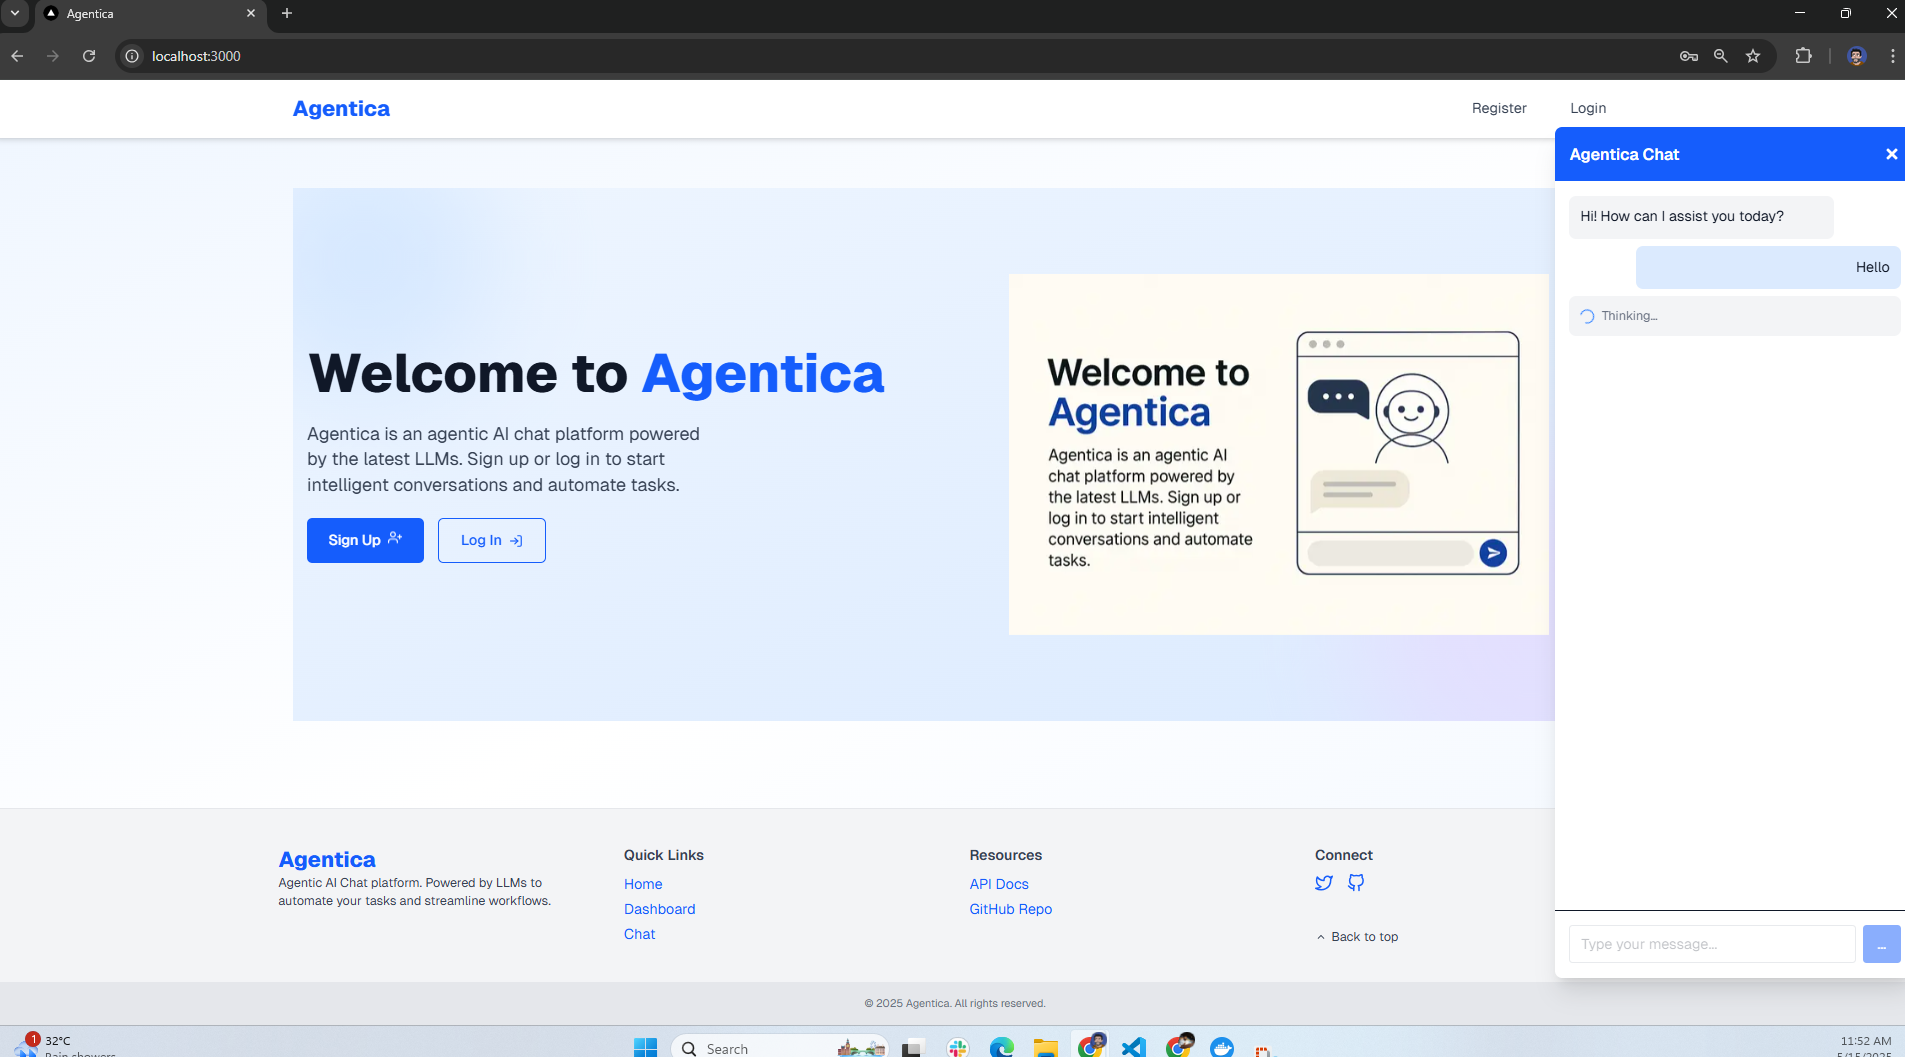 Agentica
localhost:3000
Agentica
Register
Login
Agentica Chat
Hi! How can I assist you today?
Hello
Thinking...
Welcome to Agentica
Agentica is an agentic AI chat platform powered
by the latest LLMs. Sign up or log in to start
intelligent conversations and automate tasks.
Sign Up
Log In
Welcome to
Agentica
Agentica is an agentic AI
chat platform powered by
the latest LLMs. Sign up or
log in to start intelligent
conversations and automate
tasks.
Agentica
Agentic AI Chat platform. Powered by LLMs to
automate your tasks and streamline workflows.
Quick Links
Home
Dashboard
Chat
Resources
API Docs
GitHub Repo
Connect
Back to top
Type your message...
...
© 2025 Agentica. All rights reserved.
1
32°C
Rain showers
Search
11:52 AM
5/15/2025